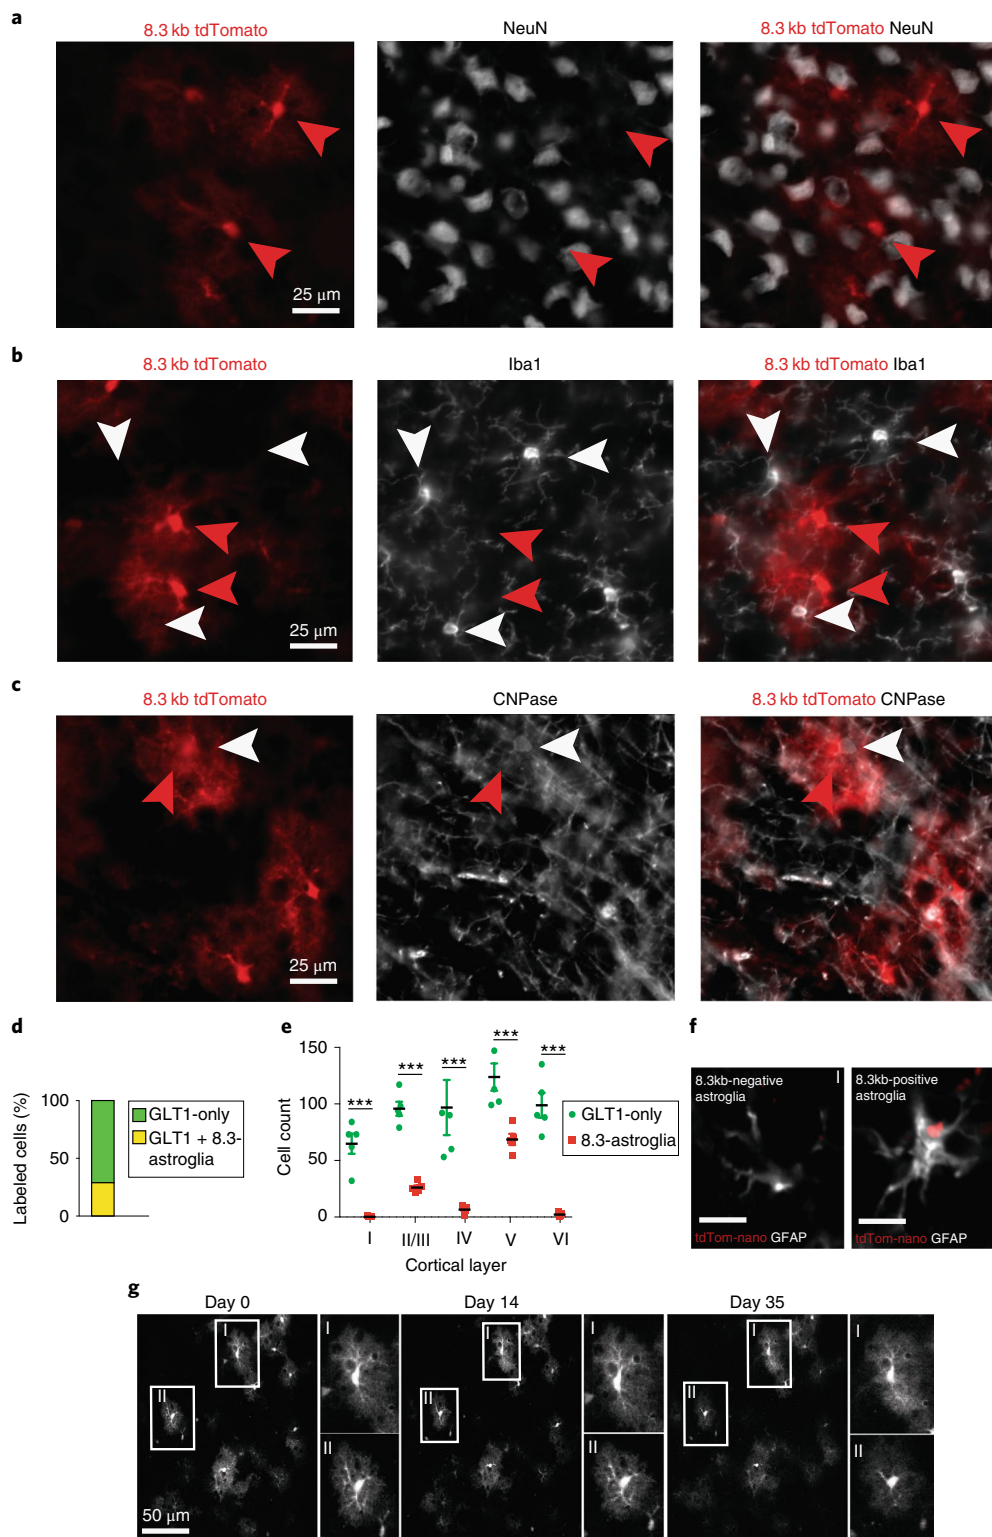 a
8.3 kb tdTomato
NeuN
8.3 kb tdTomato NeuN
25 µm
b
8.3 kb tdTomato
Iba1
8.3 kb tdTomato Iba1
25 µm
c
8.3 kb tdTomato
CNPase
8.3 kb tdTomato CNPase
25 µm
d
Labeled cells (%)
100
50
0
GLT1-only
GLT1 + 8.3-
astroglia
e
Cell count
150
100
50
0
***
***
***
***
***
I
II/III
IV
V
VI
Cortical layer
GLT1-only
8.3-astroglia
f
8.3kb-negative
astroglia
I
tdTom-nano GFAP
8.3kb-positive
astroglia
tdTom-nano GFAP
g
Day 0
Day 14
Day 35
I
II
I
II
I
II
I
II
I
II
I
II
50 µm